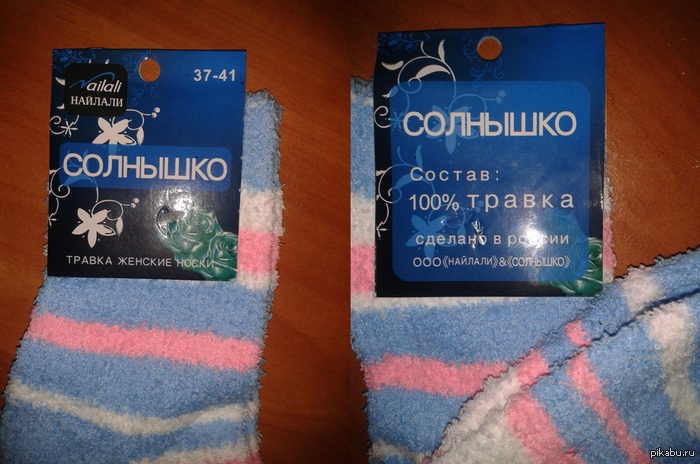 Nailali
НАЙЛАЛИ
37-41
СОЛНЫШКО
ТРАВКА ЖЕНСКИЕ НОСКИ
СОЛНЫШКО
Состав:
100% травка
сделано в россии
ООО《НАЙЛАЛИ》&《СОЛНЫШКО》
pikabu.ru